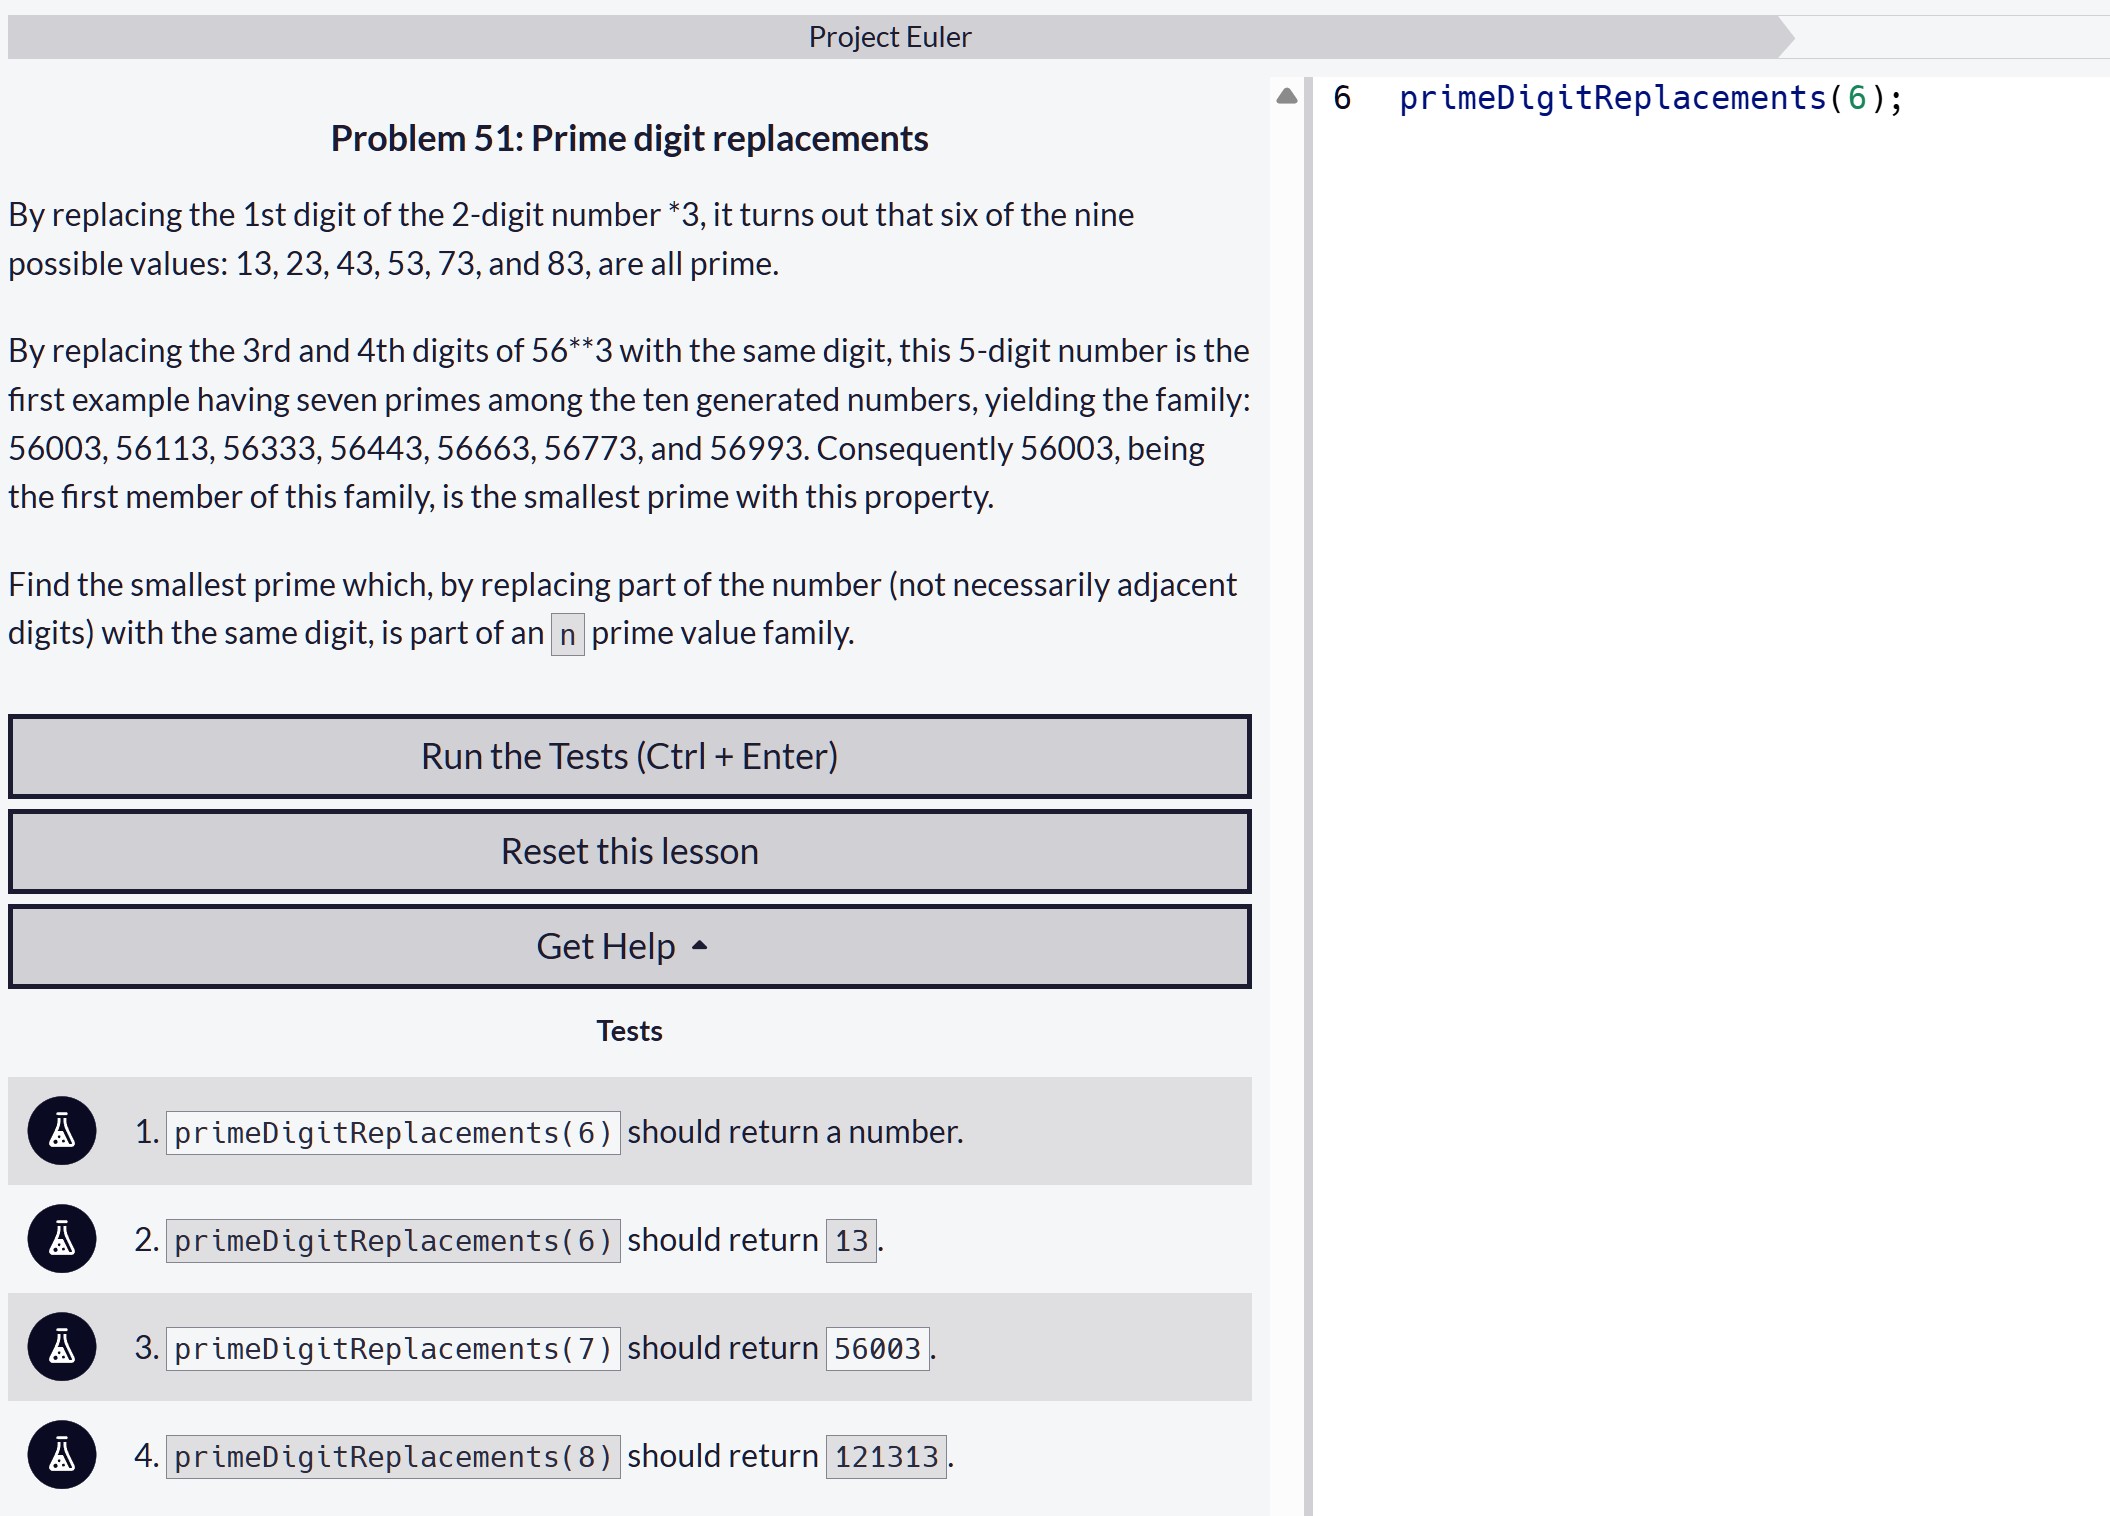 Project Euler
Problem 51: Prime digit replacements
By replacing the 1st digit of the 2-digit number *3, it turns out that six of the nine
possible values: 13, 23, 43, 53, 73, and 83, are all prime.
By replacing the 3rd and 4th digits of 56**3 with the same digit, this 5-digit number is the
first example having seven primes among the ten generated numbers, yielding the family:
56003, 56113, 56333, 56443, 56663, 56773, and 56993. Consequently 56003, being
the first member of this family, is the smallest prime with this property.
Find the smallest prime which, by replacing part of the number (not necessarily adjacent
digits) with the same digit, is part of an n prime value family.
Run the Tests (Ctrl + Enter)
Reset this lesson
Get Help
Tests
1. primeDigitReplacements(6) should return a number.
2. primeDigitReplacements(6) should return 13.
3. primeDigitReplacements(7) should return 56003.
4. primeDigitReplacements(8) should return 121313.
6 primeDigitReplacements(6);